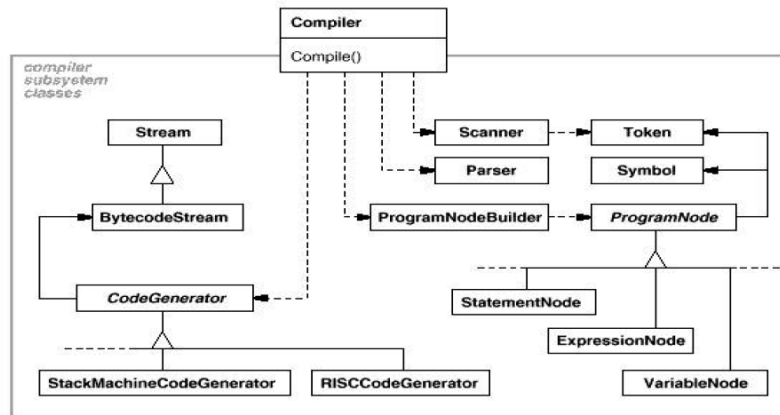 Compiler
Compile()
compiler
subsystem
classes
Stream
Scanner
Token
Parser
Symbol
BytecodeStream
ProgramNodeBuilder
ProgramNode
CodeGenerator
StatementNode
ExpressionNode
StackMachineCodeGenerator
RISCCodeGenerator
VariableNode